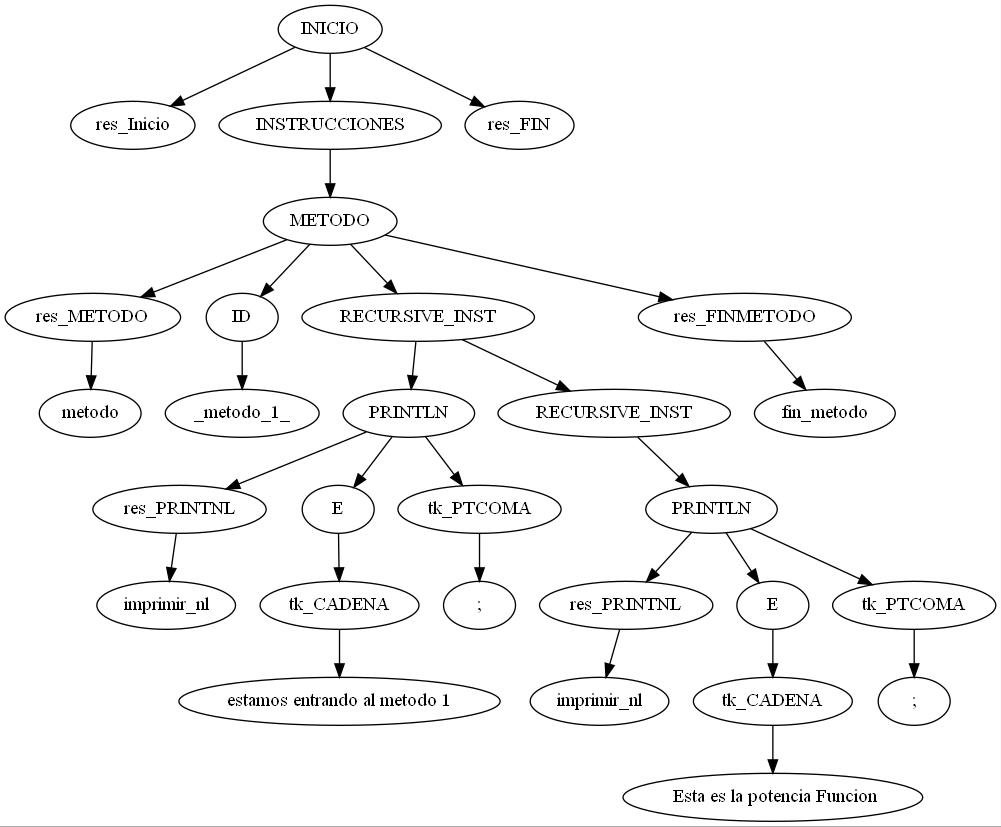 INICIO
res_Inicio
INSTRUCCIONES
res_FIN
METODO
res_METODO
ID
RECURSIVE_INST
res_FINMETODO
metodo
_metodo_1_
PRINTLN
RECURSIVE_INST
fin_metodo
res_PRINTNL
E
tk_PTCOMA
PRINTLN
imprimir_nl
tk_CADENA
;
res_PRINTNL
E
tk_PTCOMA
estamos entrando al metodo 1
imprimir_nl
tk_CADENA
;
Esta es la potencia Funcion